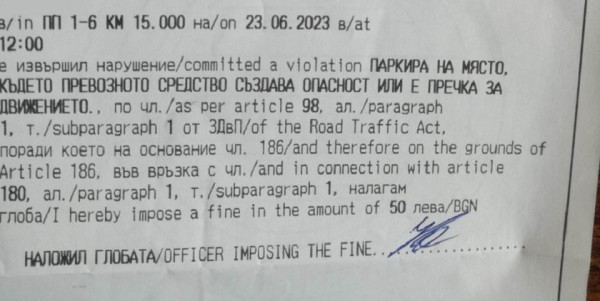 в/in ПП 1-6 КМ 15.000 на/on 23.06.2023 в/at
12:00
е извършил нарушение/committed a violation ПАРКИРА НА МЯСТО,
КЪДЕТО ПРЕВОЗНОТО СРЕДСТВО СЪЗДАВА ОПАСНОСТ ИЛИ Е ПРЕЧКА ЗА
ДВИЖЕНИЕТО., по чл./as per article 98, ал./paragraph
1, т./subparagraph 1 от ЗДвП/of the Road Traffic Act,
поради което на основание чл. 186/and therefore on the grounds of
Article 186, във връзка с чл./and in connection with article
180, ал./paragraph 1, т./subparagraph 1, налагам
глоба/I hereby impose a fine in the amount of 50 лева/BGN
НАЛОЖИЛ ГЛОБАТА/OFFICER IMPOSING THE FINE......................